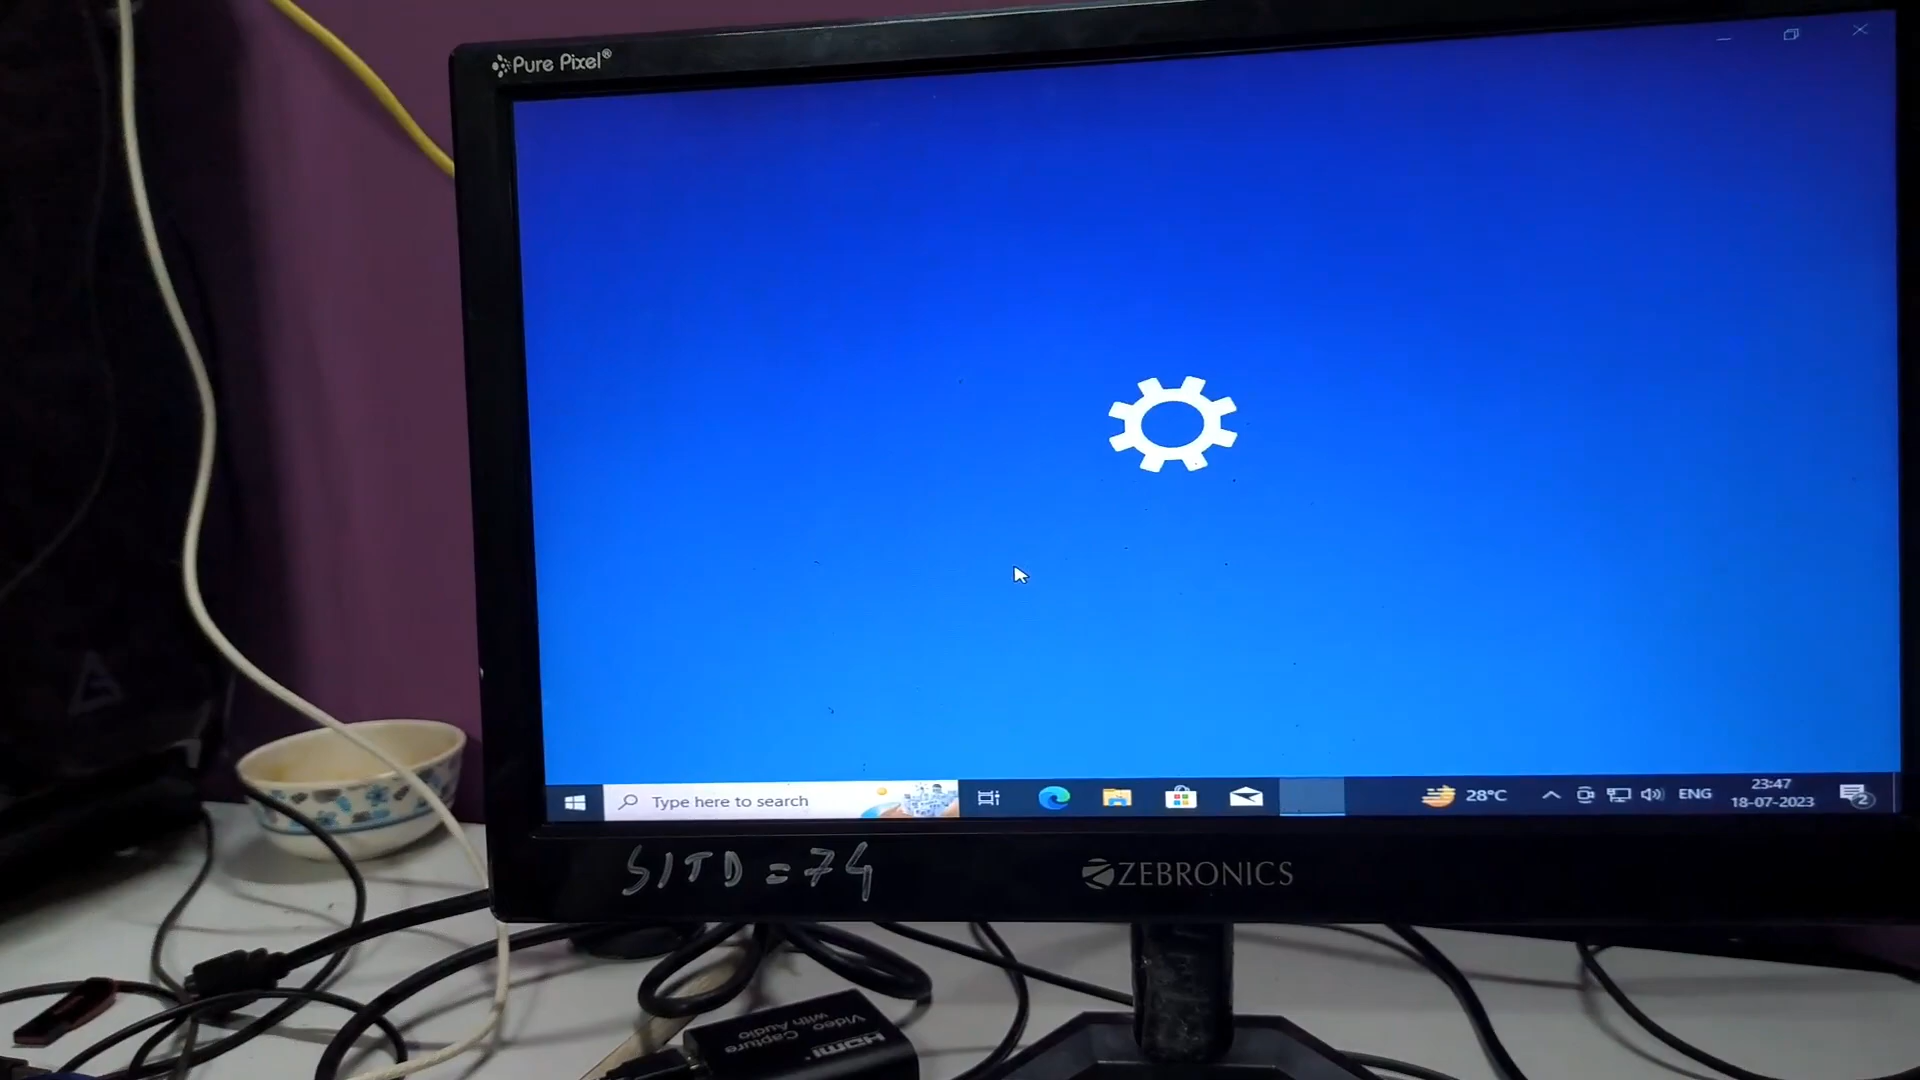 Pure Pixel®
Type here to search
28°C
ENG
23:47
18-07-2023
2
SITD = 74
ZEBRONICS
HDMI
Video Capture
with Audio